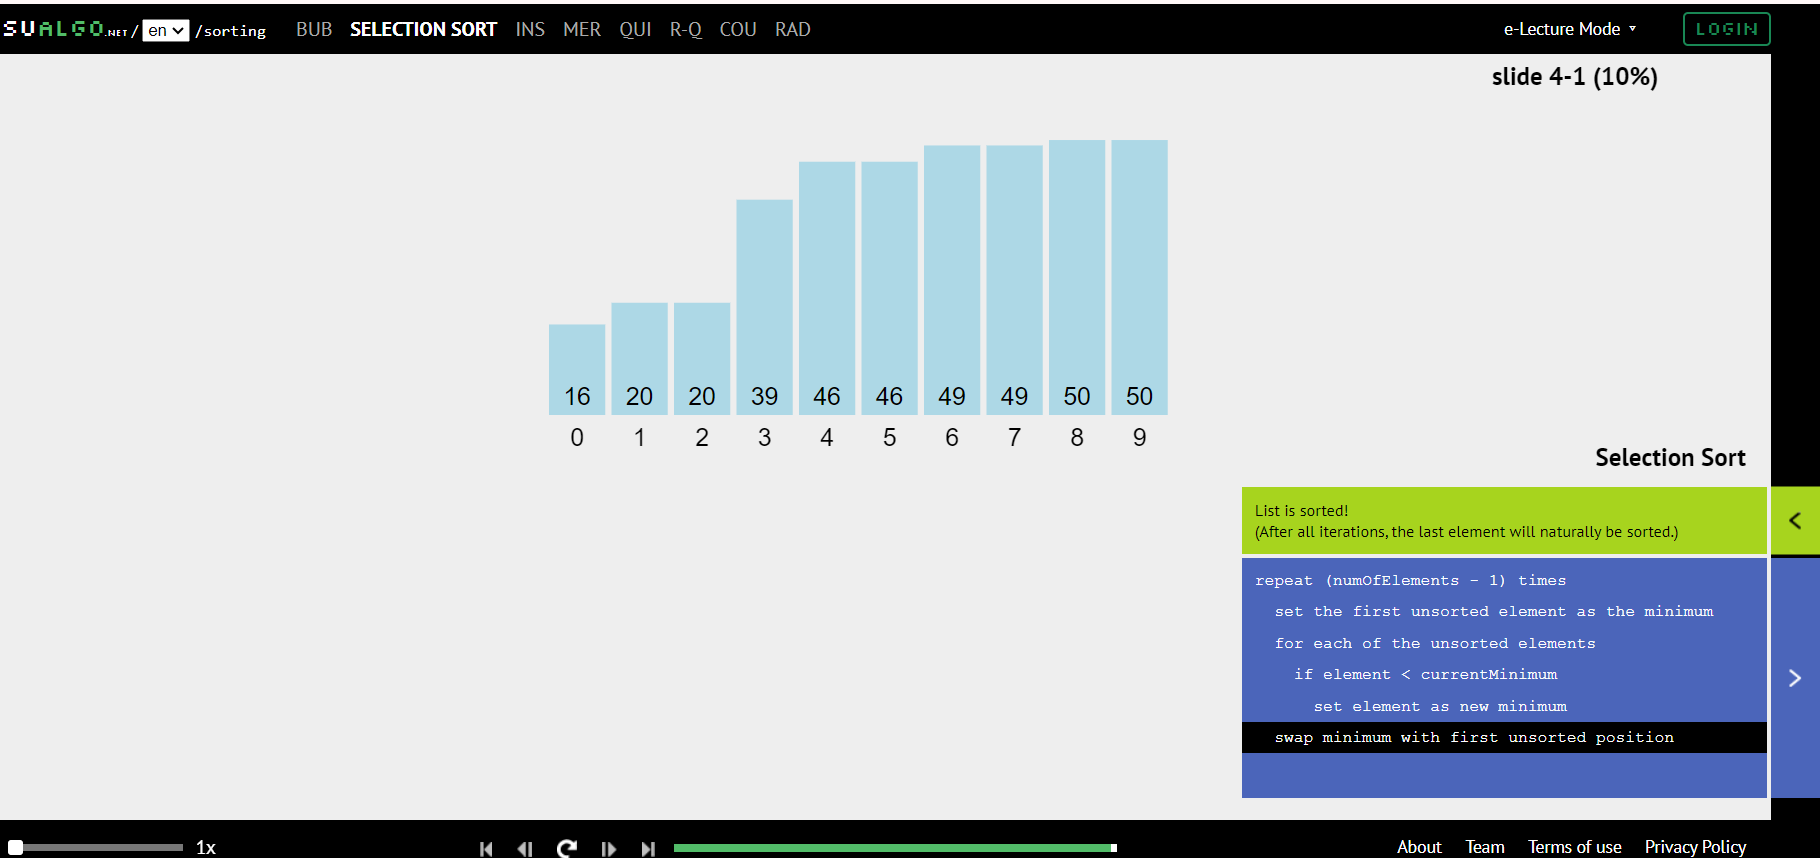 SUALGO.NET/ en /sorting BUB SELECTION SORT INS MER QUI R-Q COU RAD e-Lecture Mode ▼ LOGIN
slide 4-1 (10%)
16 20 20 39 46 46 49 49 50 50
0 1 2 3 4 5 6 7 8 9
Selection Sort
List is sorted!
(After all iterations, the last element will naturally be sorted.)
repeat (numOfElements - 1) times
set the first unsorted element as the minimum
for each of the unsorted elements
if element < currentMinimum
set element as new minimum
swap minimum with first unsorted position
1x About Team Terms of use Privacy Policy